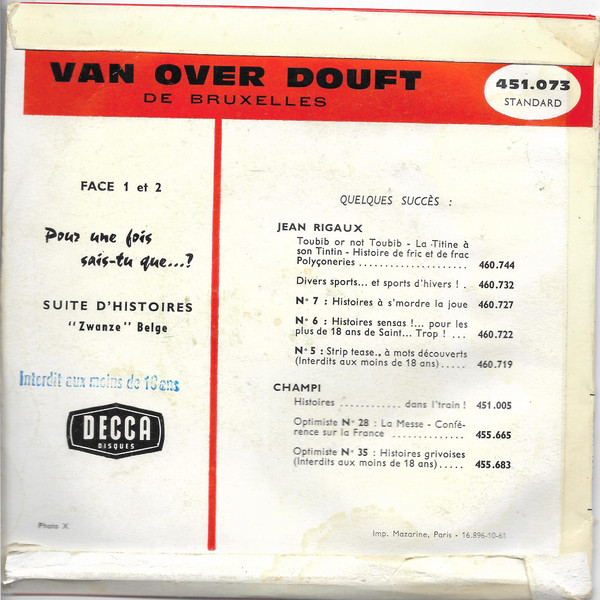 VAN OVER DOUFT
DE BRUXELLES
451.073
STANDARD
FACE 1 et 2
Pour une fois
sais-tu que...?
SUITE D'HISTOIRES
"Zwanze" Belge
Interdit aux moins de 18 ans
DECCA
DISQUES
Photo X
QUELQUES SUCCÈS :
JEAN RIGAUX
Toubib or not Toubib - La Titine à
son Tintin - Histoire de fric et de frac
Polyçonneries . . . . . . . . . . . . . . . . . . . 460.744
Divers sports... et sports d'hivers ! . 460.732
N° 7 : Histoires à s'mordre la joue 460.727
N° 6 : Histoires sensas !... pour les
plus de 18 ans de Saint... Trop ! . . . 460.722
N° 5 : Strip tease., à mots découverts
(Interdits aux moins de 18 ans)..... 460.719
CHAMPI
Histoires ............ dans l'train ! 451.005
Optimiste N° 28 : La Messe - Confé-
rence sur la France ............ 455.665
Optimiste N° 35 : Histoires grivoises
(Interdits aux moins de 18 ans)..... 455.683
Imp. Mazarine, Paris - 16.896-10-61